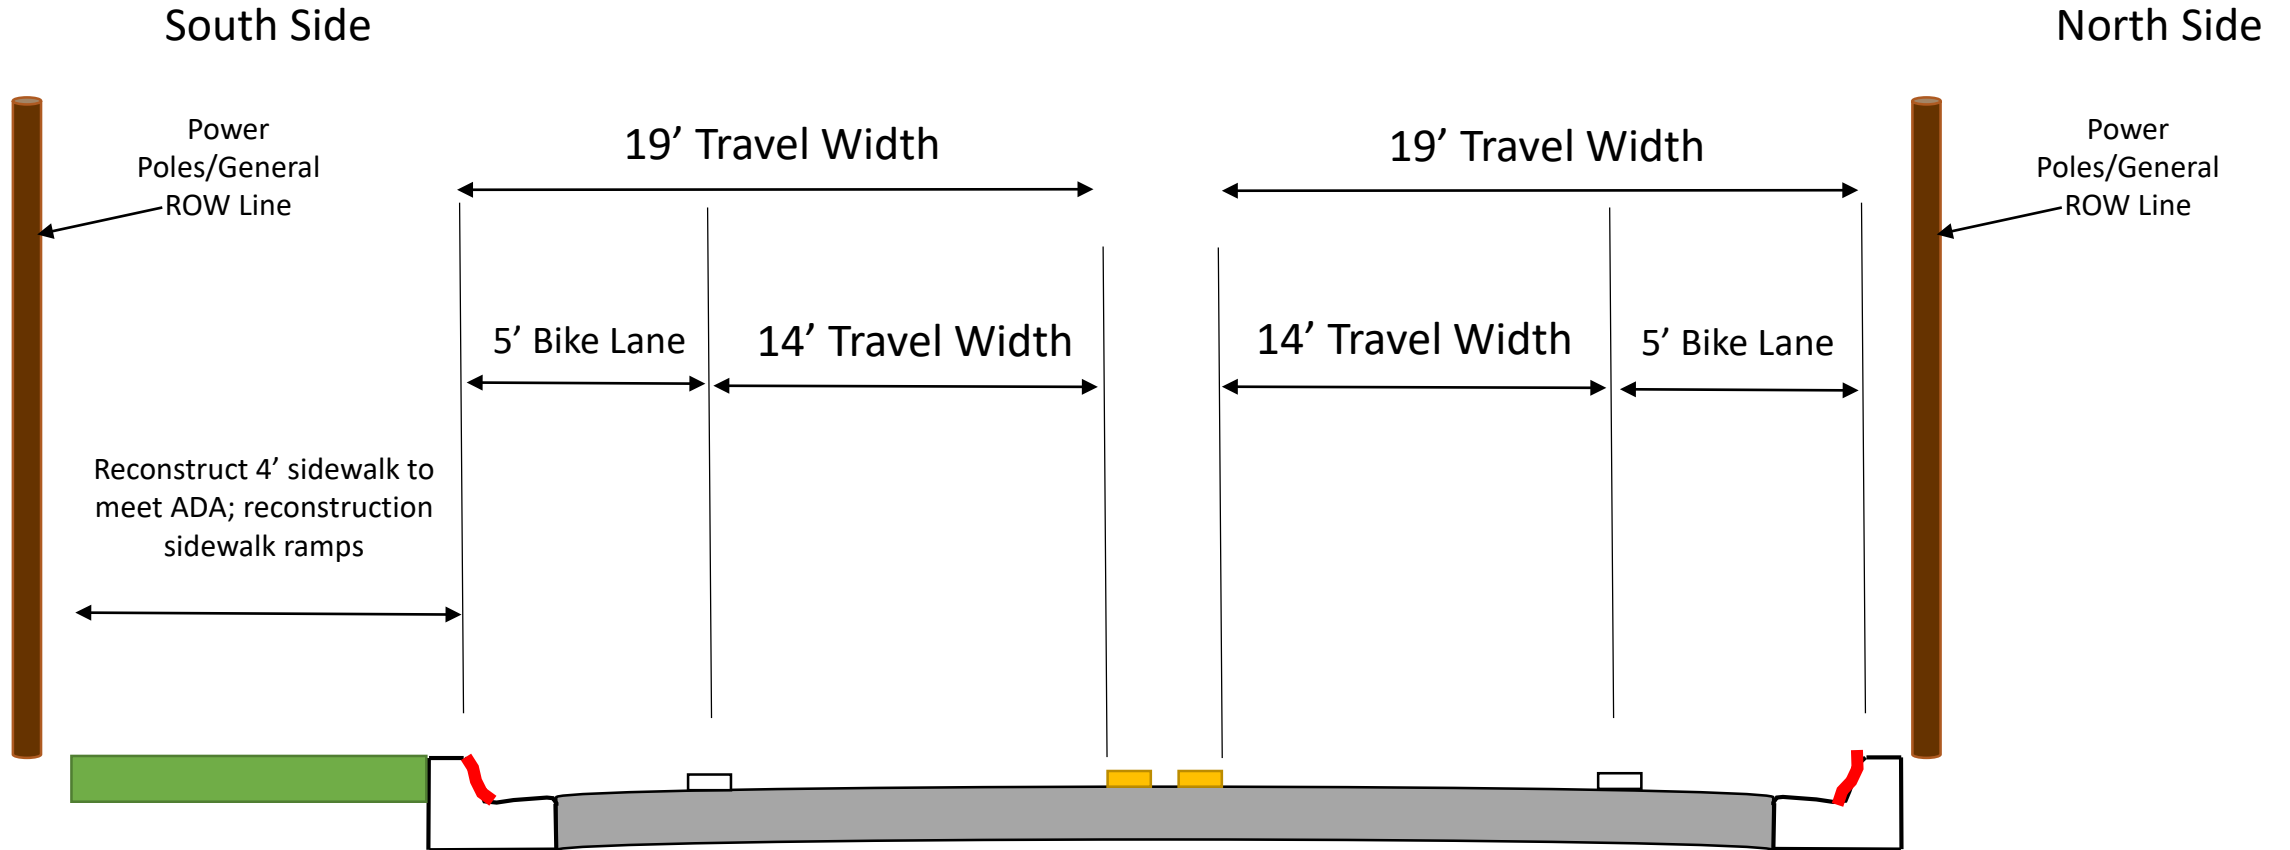 South Side
North Side
Power
Poles/General
ROW Line
19’ Travel Width
19’ Travel Width
Power
Poles/General
ROW Line
5’ Bike Lane
14’ Travel Width
14’ Travel Width
5’ Bike Lane
Reconstruct 4’ sidewalk to
meet ADA; reconstruction
sidewalk ramps